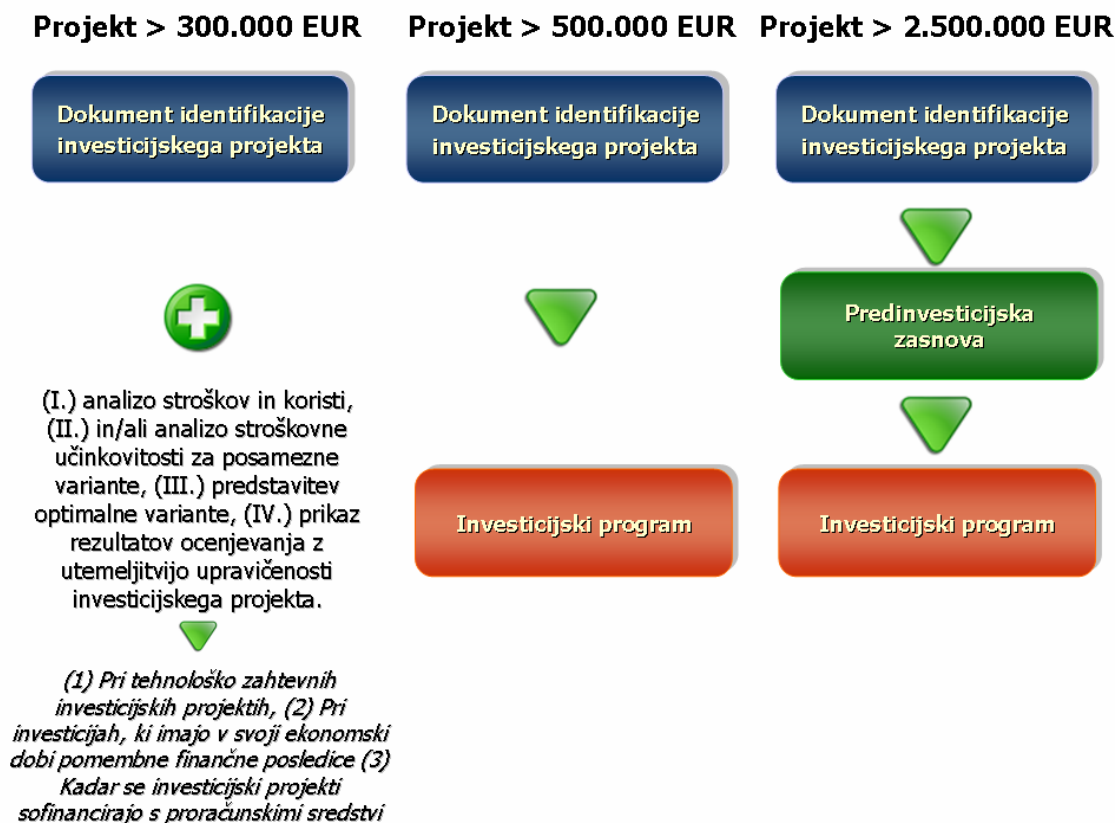 Projekt > 300.000 EUR
Dokument identifikacije
investicijskega projekta
(I.) analizo stroškov in koristi,
(II.) in/ali analizo stroškovne
učinkovitosti za posamezne
variante, (III.) predstavitev
optimalne variante, (IV.) prikaz
rezultatov ocenjevanja z
utemeljitvijo upravičenosti
investicijskega projekta.
(1) Pri tehnološko zahtevnih
investicijskih projektih, (2) Pri
investicijah, ki imajo v svoji ekonomski
dobi pomembne finančne posledice (3)
Kadar se investicijski projekti
sofinancirajo s proračunskimi sredstvi
Projekt > 500.000 EUR
Dokument identifikacije
investicijskega projekta
Investicijski program
Projekt > 2.500.000 EUR
Dokument identifikacije
investicijskega projekta
Predinvesticijska
zasnova
Investicijski program